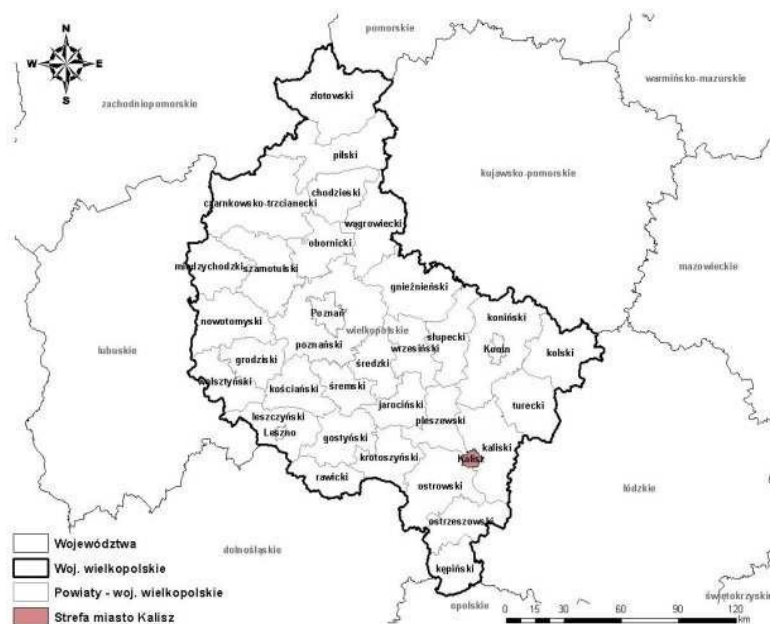 pomorskie
N
W E
S
warmińsko-mazurskie
zachodniopomorskie
złotowski
pilski
kujawsko-pomorskie
chodzieski
czarnkowsko-trzcianecki
wągrowiecki
obornicki
międzychodzki
szamotulski
mazowieckie
gnieźnieński
Poznań
koniński
nowotomyski
wielkopolskie
słupecki
lubuskie
poznański
wrzesiński
Konin
kolski
grodziski
średzki
wolsztyński
kościański
śremski
jarociński
turecki
leszczyński
pleszewski
Leszno
gostyński
kaliski
krotoszyński
Kalisz
rawicki
ostrowski
łódzkie
ostrzeszowski
Województwa
dolnośląskie
Woj. wielkopolskie
kępiński
Powiaty - woj. wielkopolskie
świętokrzyskie
opolskie
Strefa miasto Kalisz
0 15 30 60 90 120
km